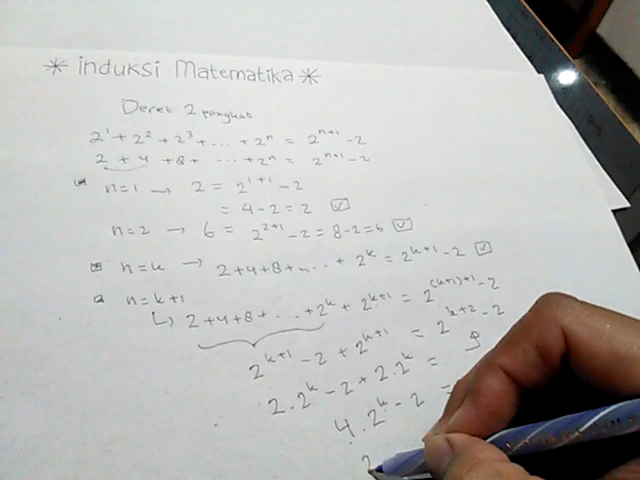 * induksi Matematika *
Deret 2 pangkat
2¹ + 2² + 2³ + ... + 2ⁿ = 2ⁿ⁺¹ - 2
2 + 4 + 8 + ... + 2ⁿ = 2ⁿ⁺¹ - 2
n=1 → 2 = 2¹⁺¹ - 2
= 4 - 2 = 2 ☑
n=2 → 6 = 2²⁺¹ - 2 = 8 - 2 = 6 ☑
n=k → 2+4+8+...+ 2ᵏ = 2ᵏ⁺¹ - 2 ☑
n=k+1
↳ 2+4+8+...+2ᵏ + 2ᵏ⁺¹ = 2⁽ᵏ⁺¹⁾⁺¹ - 2
2ᵏ⁺¹ - 2 + 2ᵏ⁺¹ = 2ᵏ⁺² - 2
2.2ᵏ - 2 + 2.2ᵏ =
4.2ᵏ - 2 =
2